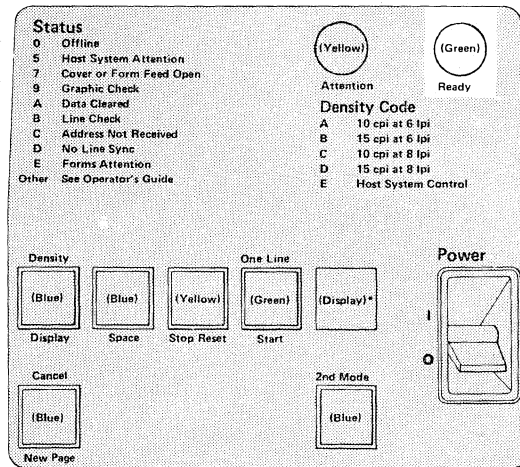 Status
0 Offline
5 Host System Attention
7 Cover or Form Feed Open
9 Graphic Check
A Data Cleared
B Line Check
C Address Not Received
D No Line Sync
E Forms Attention
Other See Operator's Guide
(Yellow)
Attention
(Green)
Ready
Density Code
A 10 cpi at 6 lpi
B 15 cpi at 6 lpi
C 10 cpi at 8 lpi
D 15 cpi at 8 lpi
E Host System Control
Density
(Blue)
Display
(Blue)
Space
(Yellow)
Stop Reset
One Line
(Green)
Start
(Display)*
Power
I
O
Cancel
(Blue)
New Page
2nd Mode
(Blue)